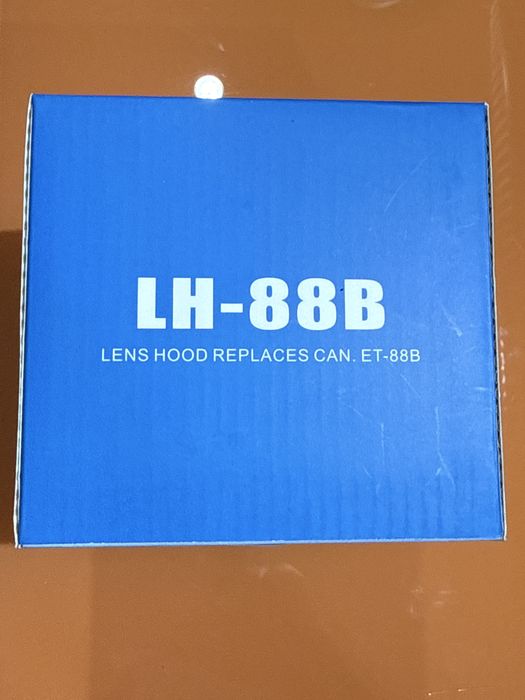 LH-88B
LENS HOOD REPLACES CAN. ET-88B